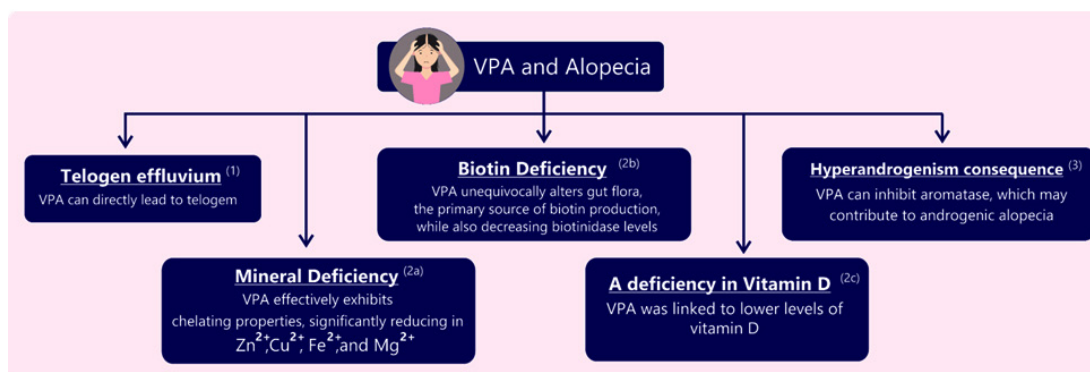 VPA and Alopecia
Telogen effluvium (1)
VPA can directly lead to telogem
Biotin Deficiency (2b)
VPA unequivocally alters gut flora,
the primary source of biotin production,
while also decreasing biotinidase levels
Hyperandrogenism consequence (3)
VPA can inhibit aromatase, which may
contribute to androgenic alopecia
Mineral Deficiency (2a)
VPA effectively exhibits
chelating properties, significantly reducing in
Zn²⁺,Cu²⁺, Fe²⁺,and Mg²⁺
A deficiency in Vitamin D (2c)
VPA was linked to lower levels of
vitamin D